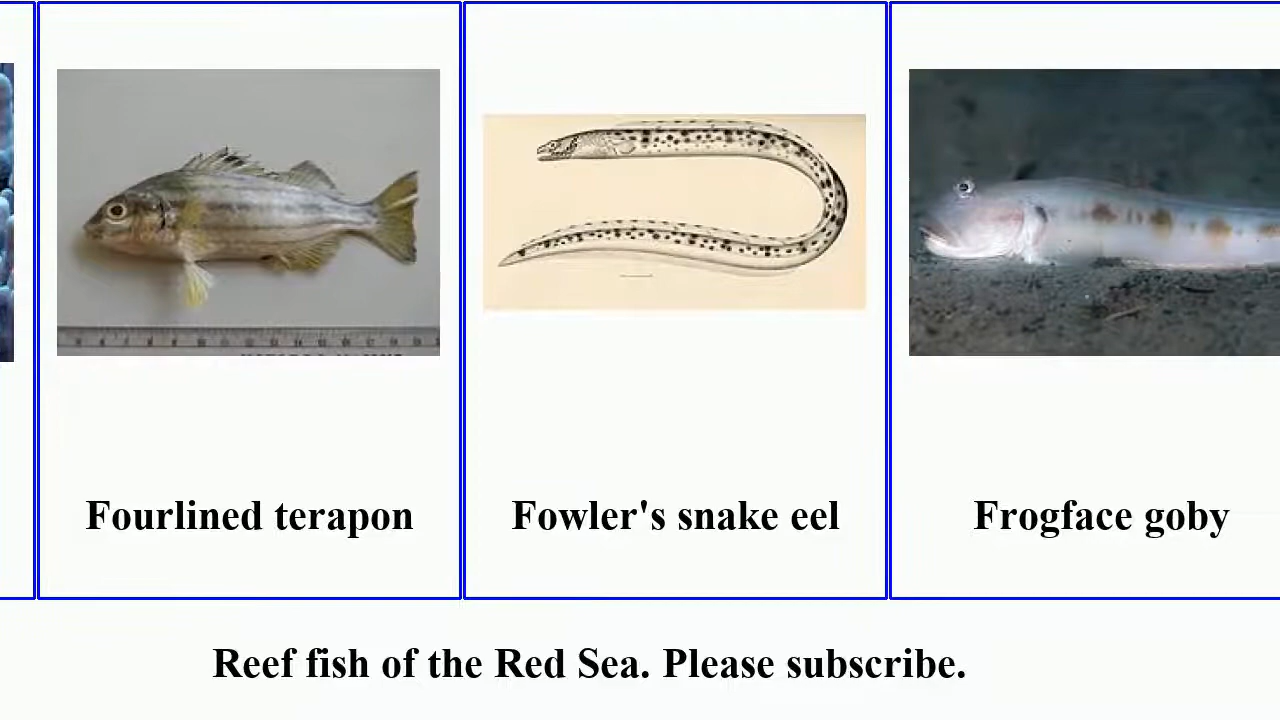 Fourlined terapon
Fowler's snake eel
Frogface goby
Reef fish of the Red Sea. Please subscribe.